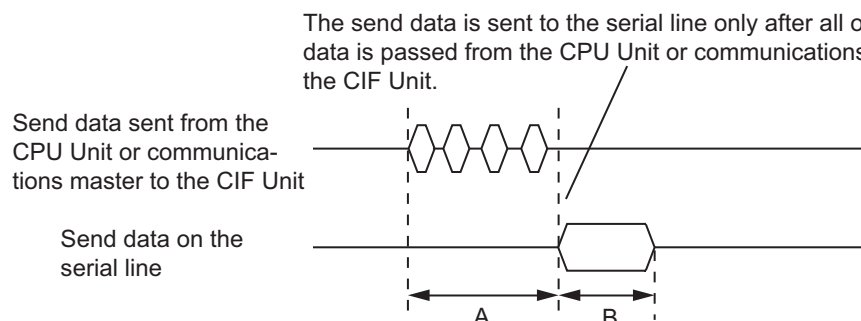 The send data is sent to the serial line only after all
data is passed from the CPU Unit or communications
the CIF Unit.
Send data sent from the
CPU Unit or communica-
tions master to the CIF Unit
Send data on the
serial line
A
B